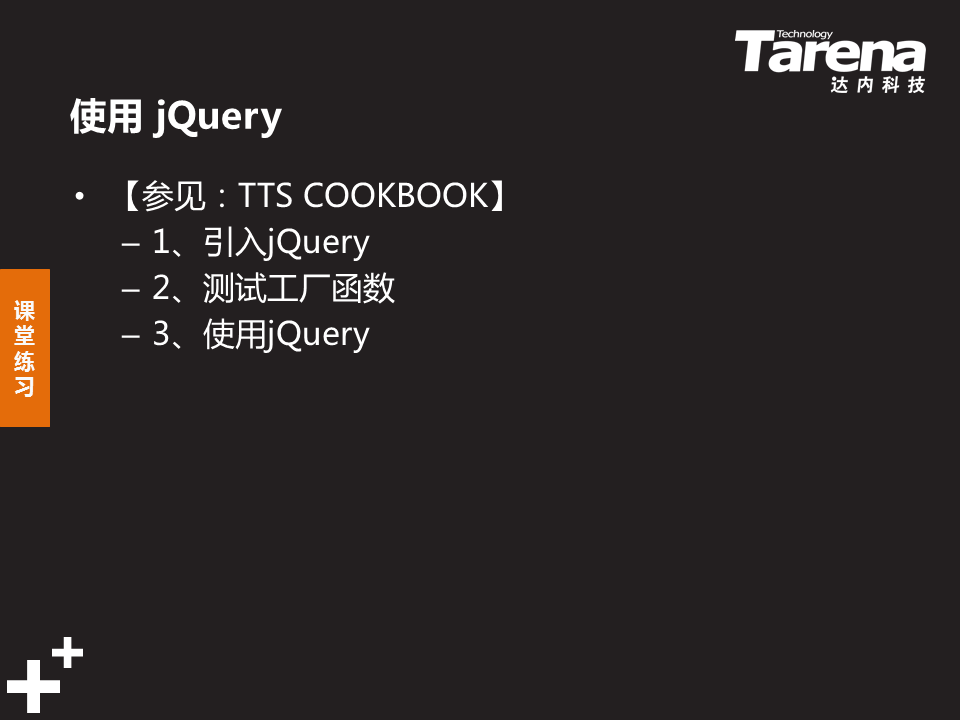 Technology
Tarena
达内科技
使用 jQuery
• 【参见：TTS COOKBOOK】
– 1、引入jQuery
– 2、测试工厂函数
– 3、使用jQuery
课
堂
练
习